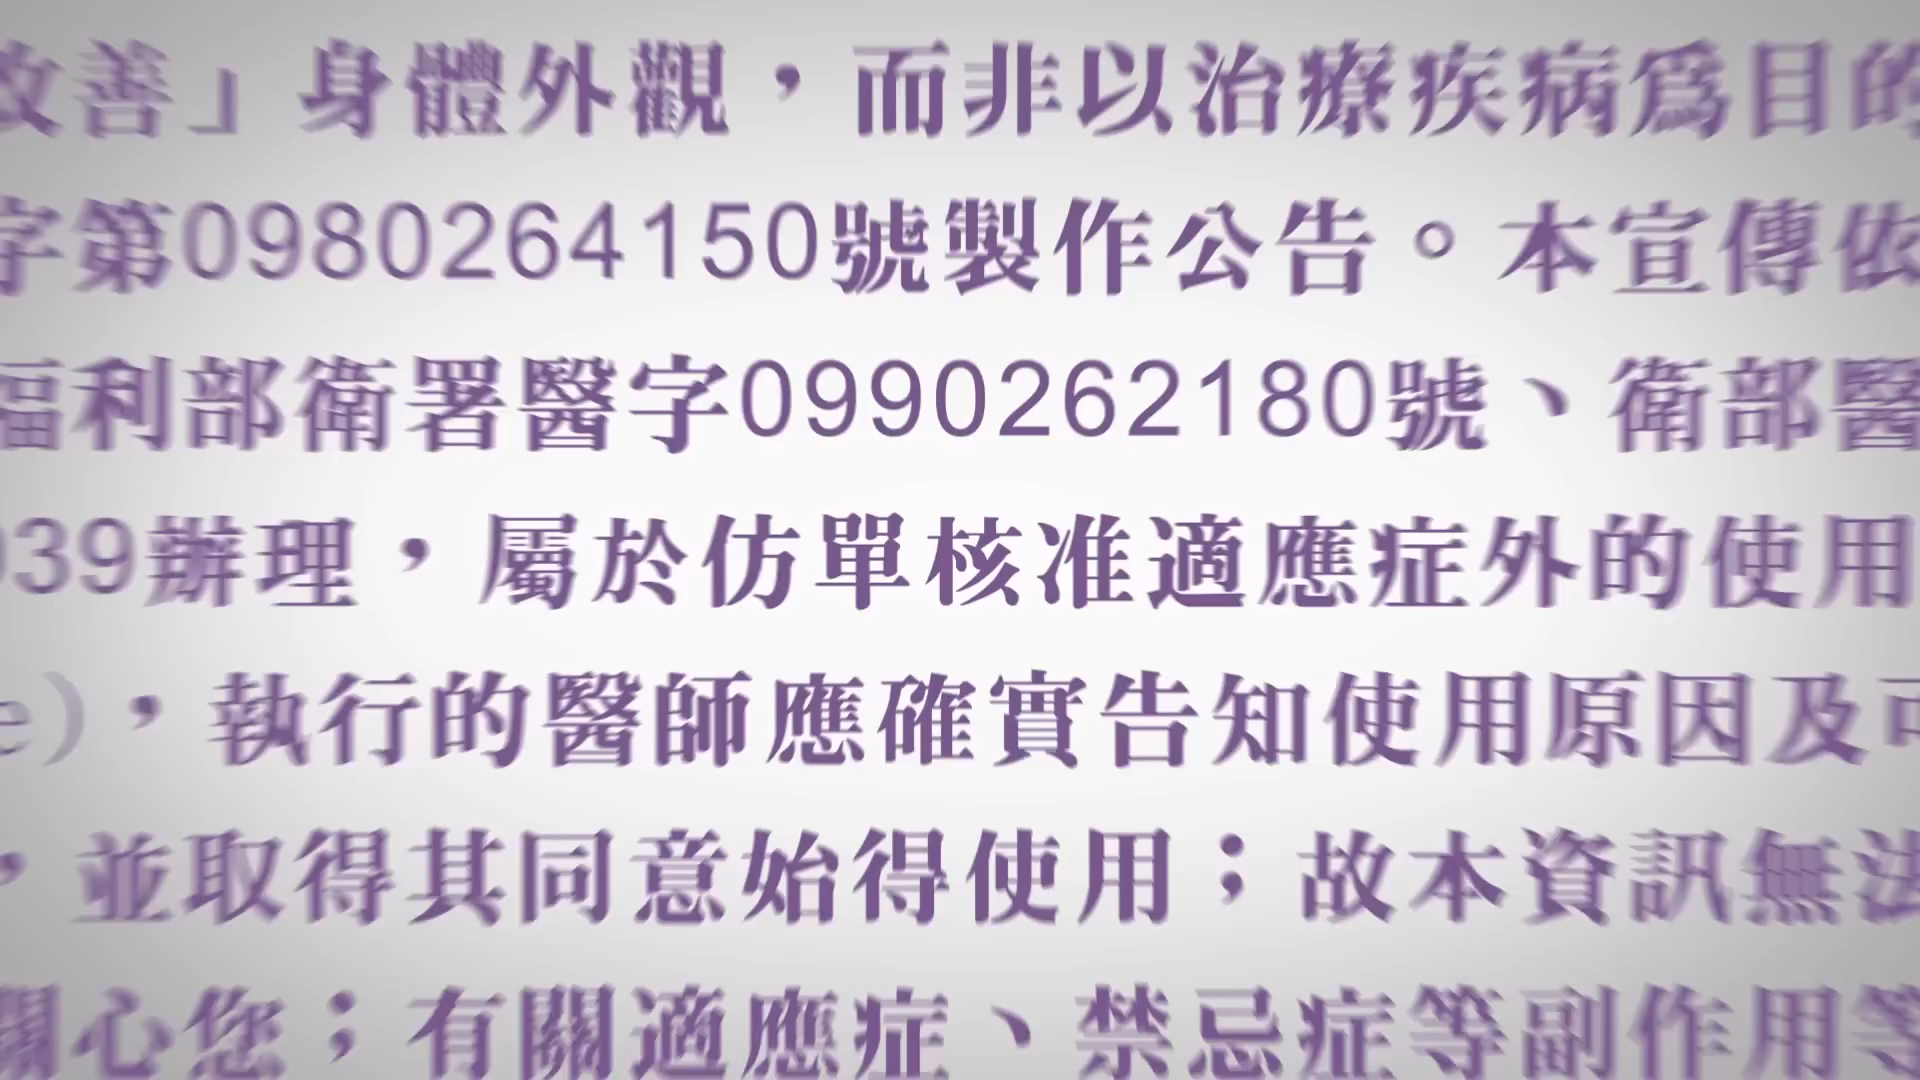 改善」身體外觀，而非以治療疾病爲目的
字第0980264150號製作公告。本宣傳依
福利部衛署醫字0990262180號、衛部醫
039辦理，屬於仿單核准適應症外的使用
e)，執行的醫師應確實告知使用原因及可
，並取得其同意始得使用；故本資訊無法
關心您；有關適應症、禁忌症等副作用等